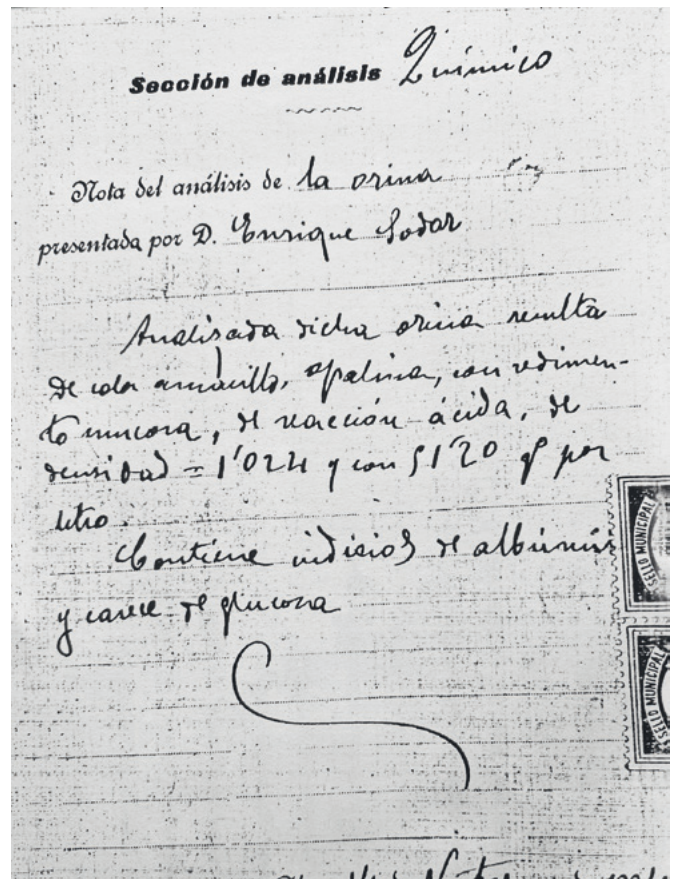 Sección de análisis Químico
Nota del análisis de la orina
presentada por D. Enrique Sodar
Analizada dicha orina resulta
de color amarillo, opalina, con sedimen-
to mucosa, de reacción ácida, de
densidad = 1'024 y con 51'20 gr por
litro.
Contiene indicios de albúmina
y carece de glucosa
SELLO MUNICIPAL
SELLO MUNICIPAL